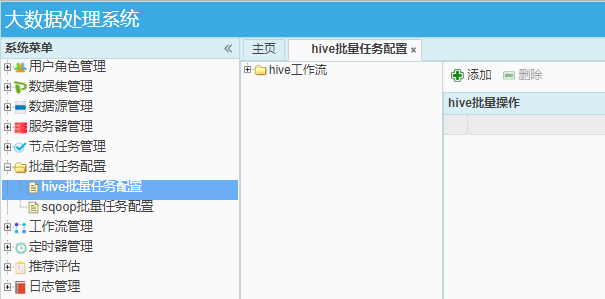 大数据处理系统
系统菜单
用户角色管理
数据集管理
数据源管理
服务器管理
节点任务管理
批量任务配置
hive批量任务配置
sqoop批量任务配置
工作流管理
定时器管理
推荐评估
日志管理
主页 hive批量任务配置
hive工作流
添加 删除
hive批量操作